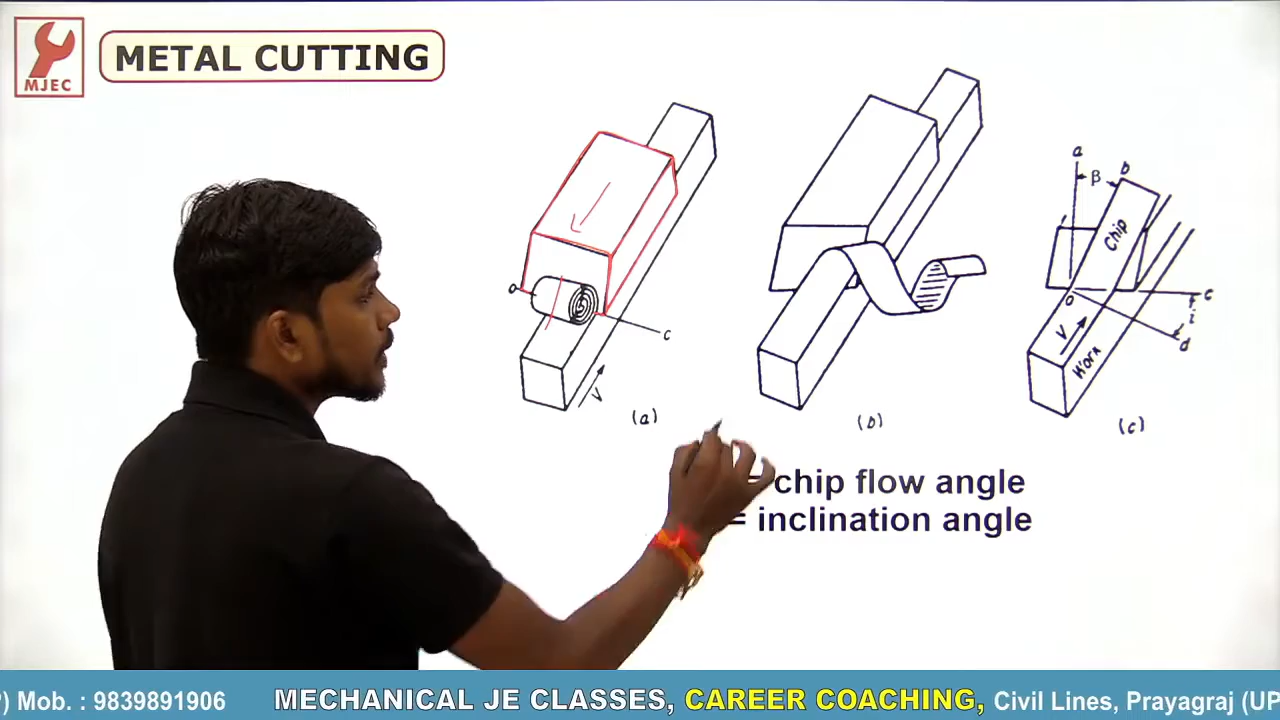 MJEC
METAL CUTTING
c
V
(a)
(b)
a
β
b
Chip
o
c
i
d
V
Work
(c)
= chip flow angle
= inclination angle
) Mob. : 9839891906 MECHANICAL JE CLASSES, CAREER COACHING, Civil Lines, Prayagraj (UP